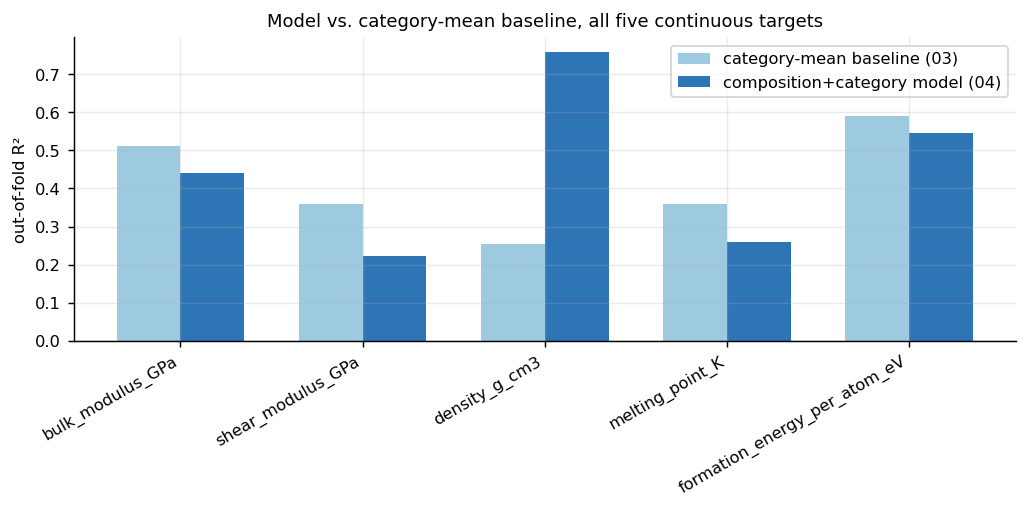 Model vs. category-mean baseline, all five continuous targets
category-mean baseline (03)
composition+category model (04)
out-of-fold R²
0.7
0.6
0.5
0.4
0.3
0.2
0.1
0.0
bulk_modulus_GPa
shear_modulus_GPa
density_g_cm3
melting_point_K
formation_energy_per_atom_eV